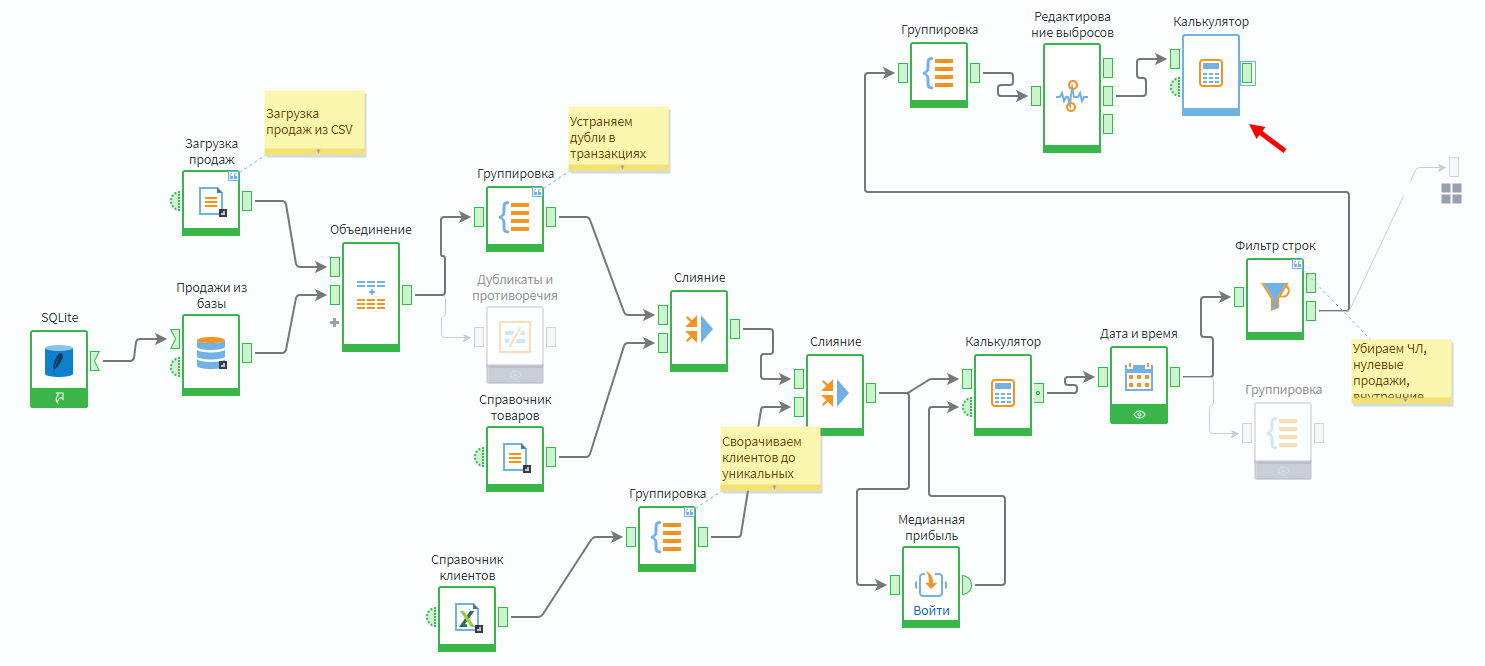 Группировка
Редактирова
ние выбросов
Калькулятор
Загрузка
продаж из CSV
Загрузка
продаж
Устраняем
дубли в
транзакциях
Группировка
Объединение
Фильтр строк
Дубликаты и
противоречия
Слияние
Продажи из
базы
SQLite
Слияние
Калькулятор
Дата и время
Убираем ЧЛ,
нулевые
продажи,
внутренние
Справочник
товаров
Группировка
Сворачиваем
клиентов до
уникальных
Группировка
Медианная
прибыль
Войти
Справочник
клиентов